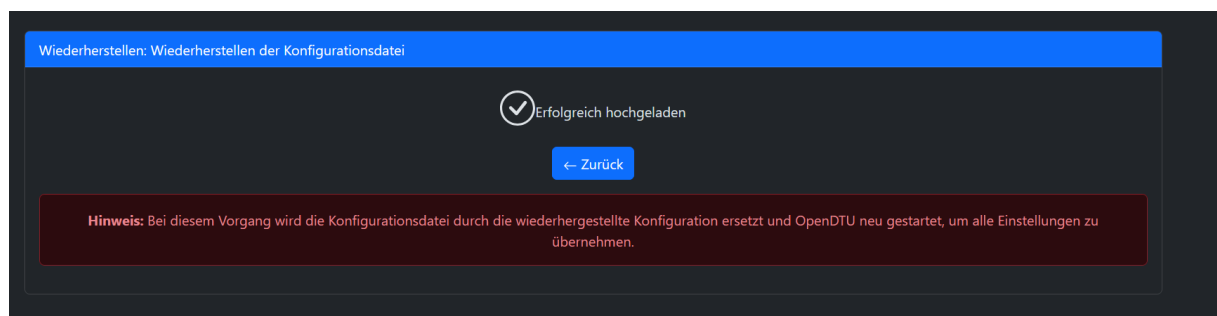 Wiederherstellen: Wiederherstellen der Konfigurationsdatei
Erfolgreich hochgeladen
← Zurück
Hinweis: Bei diesem Vorgang wird die Konfigurationsdatei durch die wiederhergestellte Konfiguration ersetzt und OpenDTU neu gestartet, um alle Einstellungen zu
übernehmen.